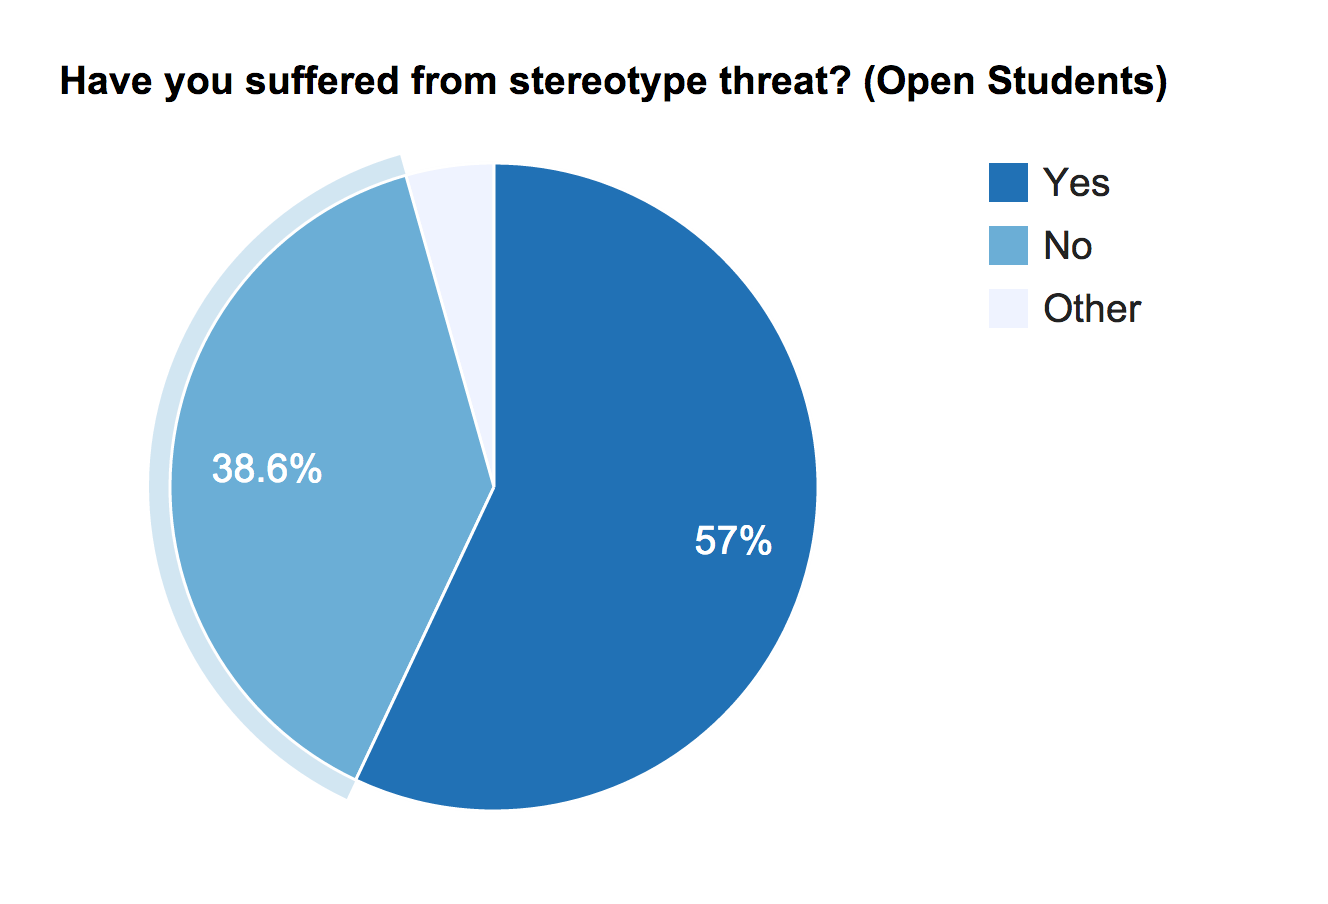 Have you suffered from stereotype threat? (Open Students)
Yes
No
Other
38.6%
57%